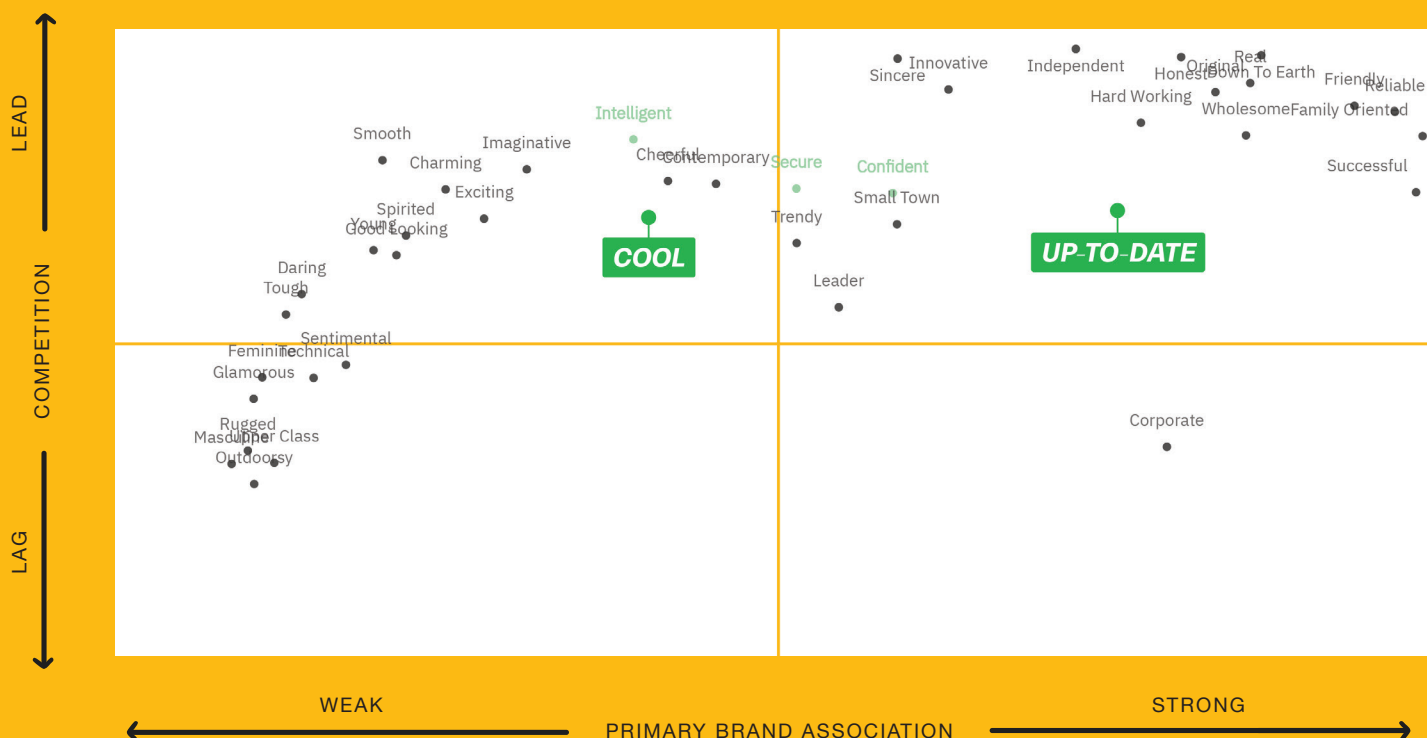 LEAD
COMPETITION
LAG
Sincere
Innovative
Independent
Real
Original
Honest
Down To Earth
Friendly
Reliable
Hard Working
Wholesome
Family Oriented
Intelligent
Smooth
Imaginative
Charming
Cheerful
Contemporary
Secure
Confident
Successful
Exciting
Small Town
Spirited
Young
Good Looking
Trendy
COOL
UP-TO-DATE
Daring
Tough
Leader
Sentimental
Feminine
Technical
Glamorous
Rugged
Masculine
Upper Class
Outdoorsy
Corporate
WEAK
STRONG
PRIMARY BRAND ASSOCIATION